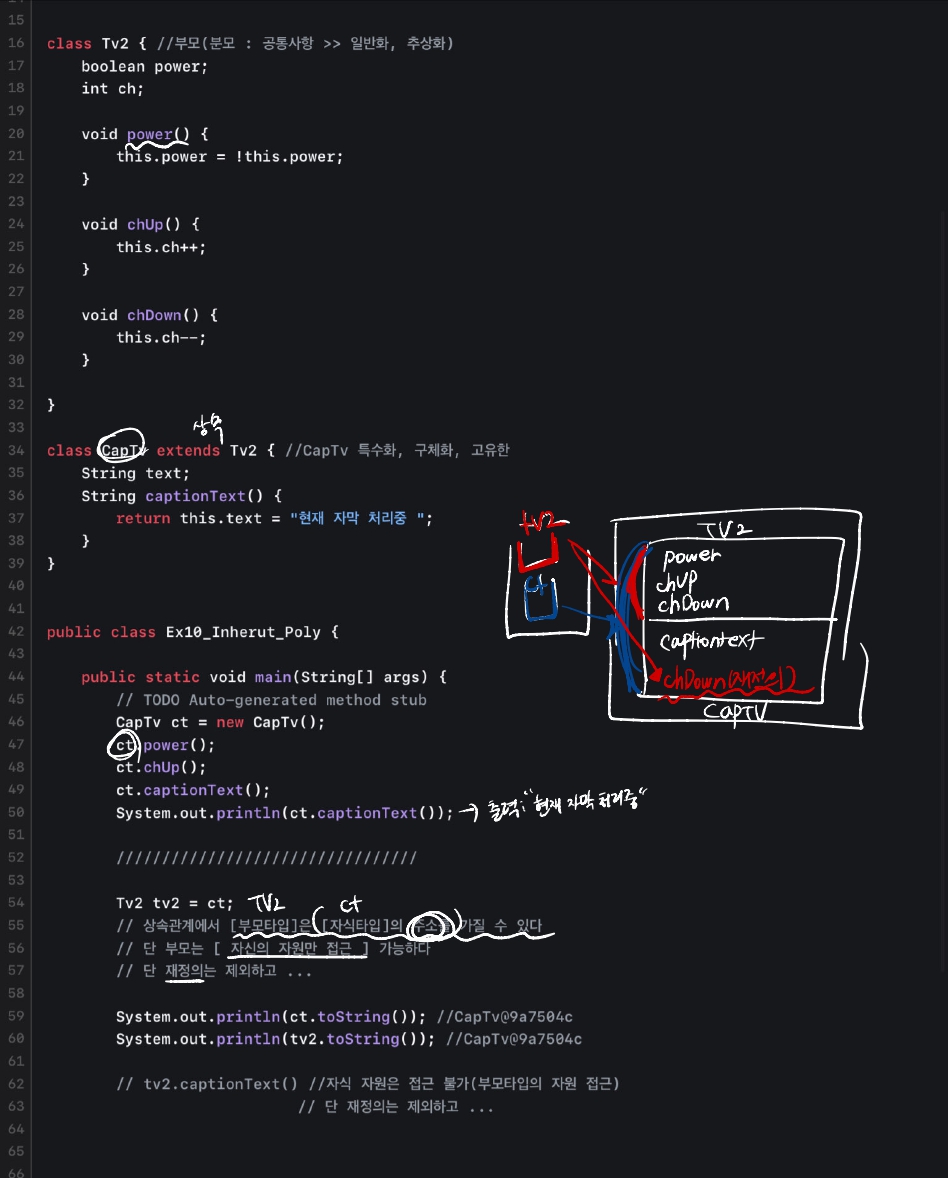 15
16 class Tv2 { //부모(분모 : 공통사항 >> 일반화, 추상화)
17 boolean power;
18 int ch;
19
20 void power() {
21 this.power = !this.power;
22 }
23
24 void chUp() {
25 this.ch++;
26 }
27
28 void chDown() {
29 this.ch--;
30 }
31
32 }
33
상속
34 class CapTv extends Tv2 { //CapTv 특수화, 구체화, 고유한
35 String text;
36 String captionText() {
37 return this.text = "현재 자막 처리중 ";
38 }
39 }
40
41
42 public class Ex10_Inherut_Poly {
43
44 public static void main(String[] args) {
45 // TODO Auto-generated method stub
46 CapTv ct = new CapTv();
47 ct.power();
48 ct.chUp();
49 ct.captionText();
50 System.out.println(ct.captionText()); → 출력: "현재 자막 처리중"
51
52 /////////////////////////////////
53
54 Tv2 tv2 = ct; TV2 ct
55 // 상속관계에서 [부모타입]은 [자식타입]의 주소를 가질 수 있다
56 // 단 부모는 [ 자신의 자원만 접근 ] 가능하다
57 // 단 재정의는 제외하고 ...
58
59 System.out.println(ct.toString()); //CapTv@9a7504c
60 System.out.println(tv2.toString()); //CapTv@9a7504c
61
62 // tv2.captionText() //자식 자원은 접근 불가(부모타입의 자원 접근)
63 // 단 재정의는 제외하고 ...
64
65
66
tv2
ct
TV2
power
chUp
chDown
captiontext
chDown(재정의)
CapTV